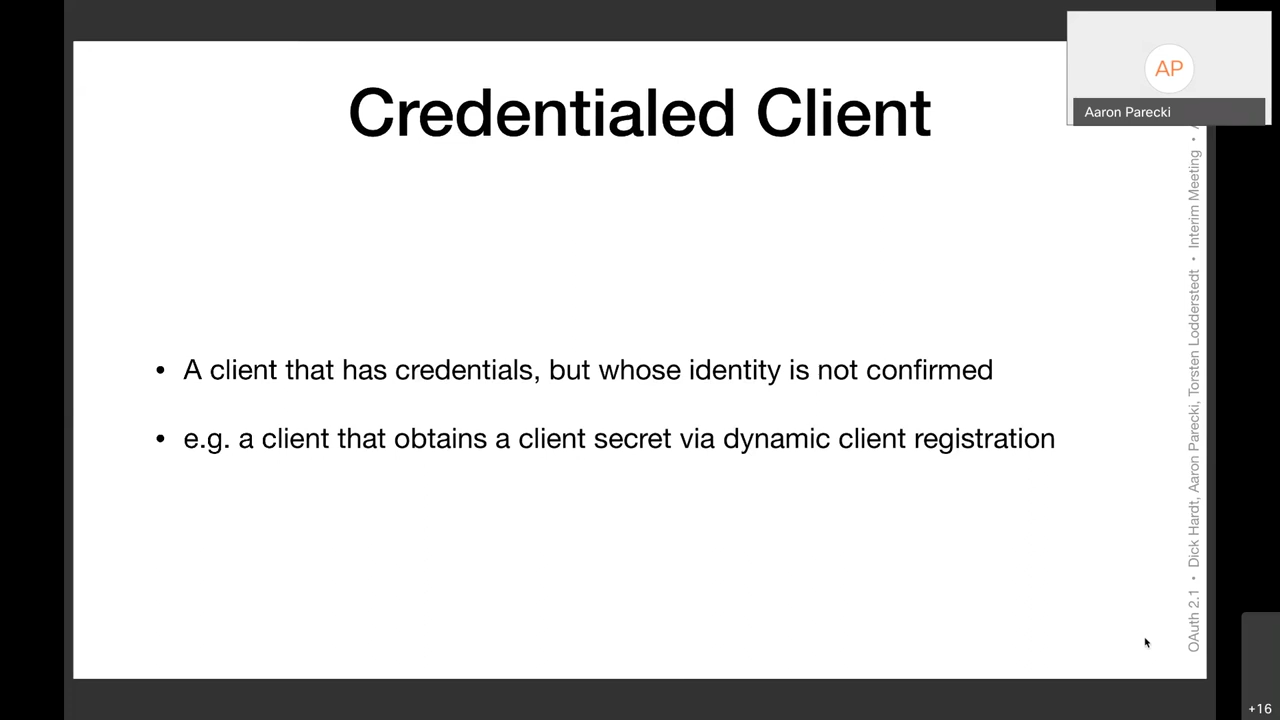 Credentialed Client
AP
Aaron Parecki
• A client that has credentials, but whose identity is not confirmed
• e.g. a client that obtains a client secret via dynamic client registration
OAuth 2.1 • Dick Hardt, Aaron Parecki, Torsten Lodderstedt • Interim Meeting •
+16